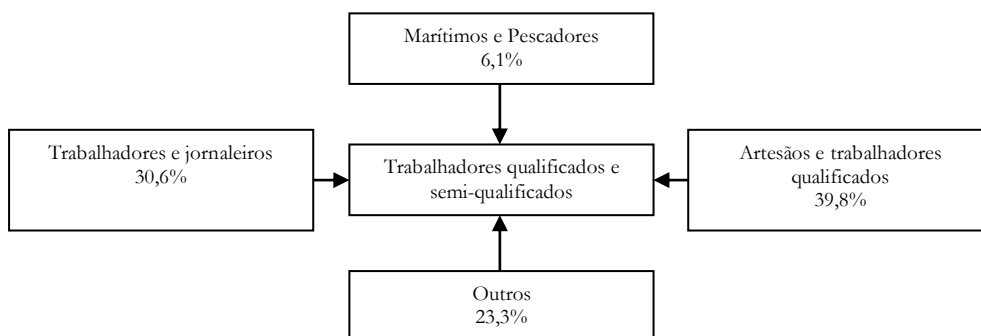 Marítimos e Pescadores
6,1%
Trabalhadores e jornaleiros
30,6%
Trabalhadores qualificados e
semi-qualificados
Artesãos e trabalhadores
qualificados
39,8%
Outros
23,3%